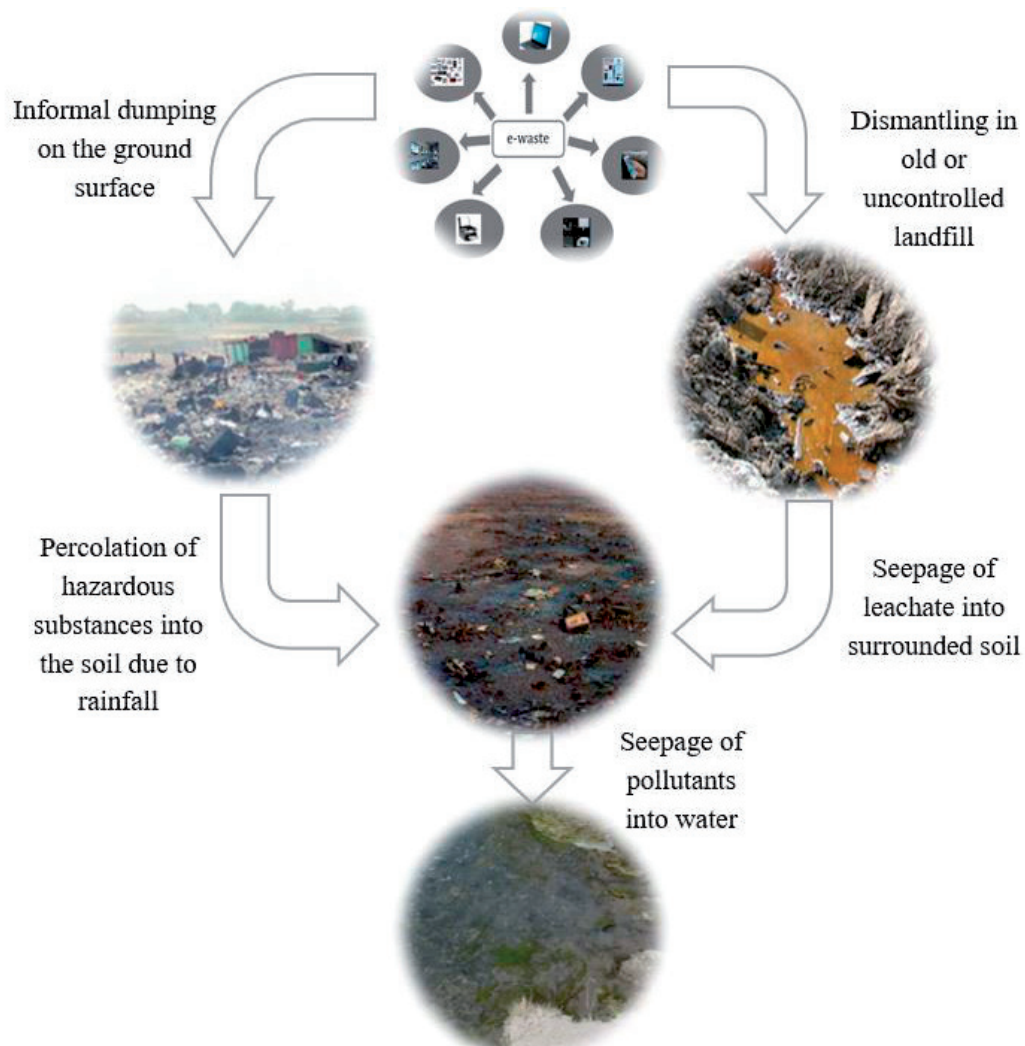 Informal dumping
on the ground
surface
e-waste
Dismantling in
old or
uncontrolled
landfill
Percolation of
hazardous
substances into
the soil due to
rainfall
Seepage of
leachate into
surrounded soil
Seepage of
pollutants
into water